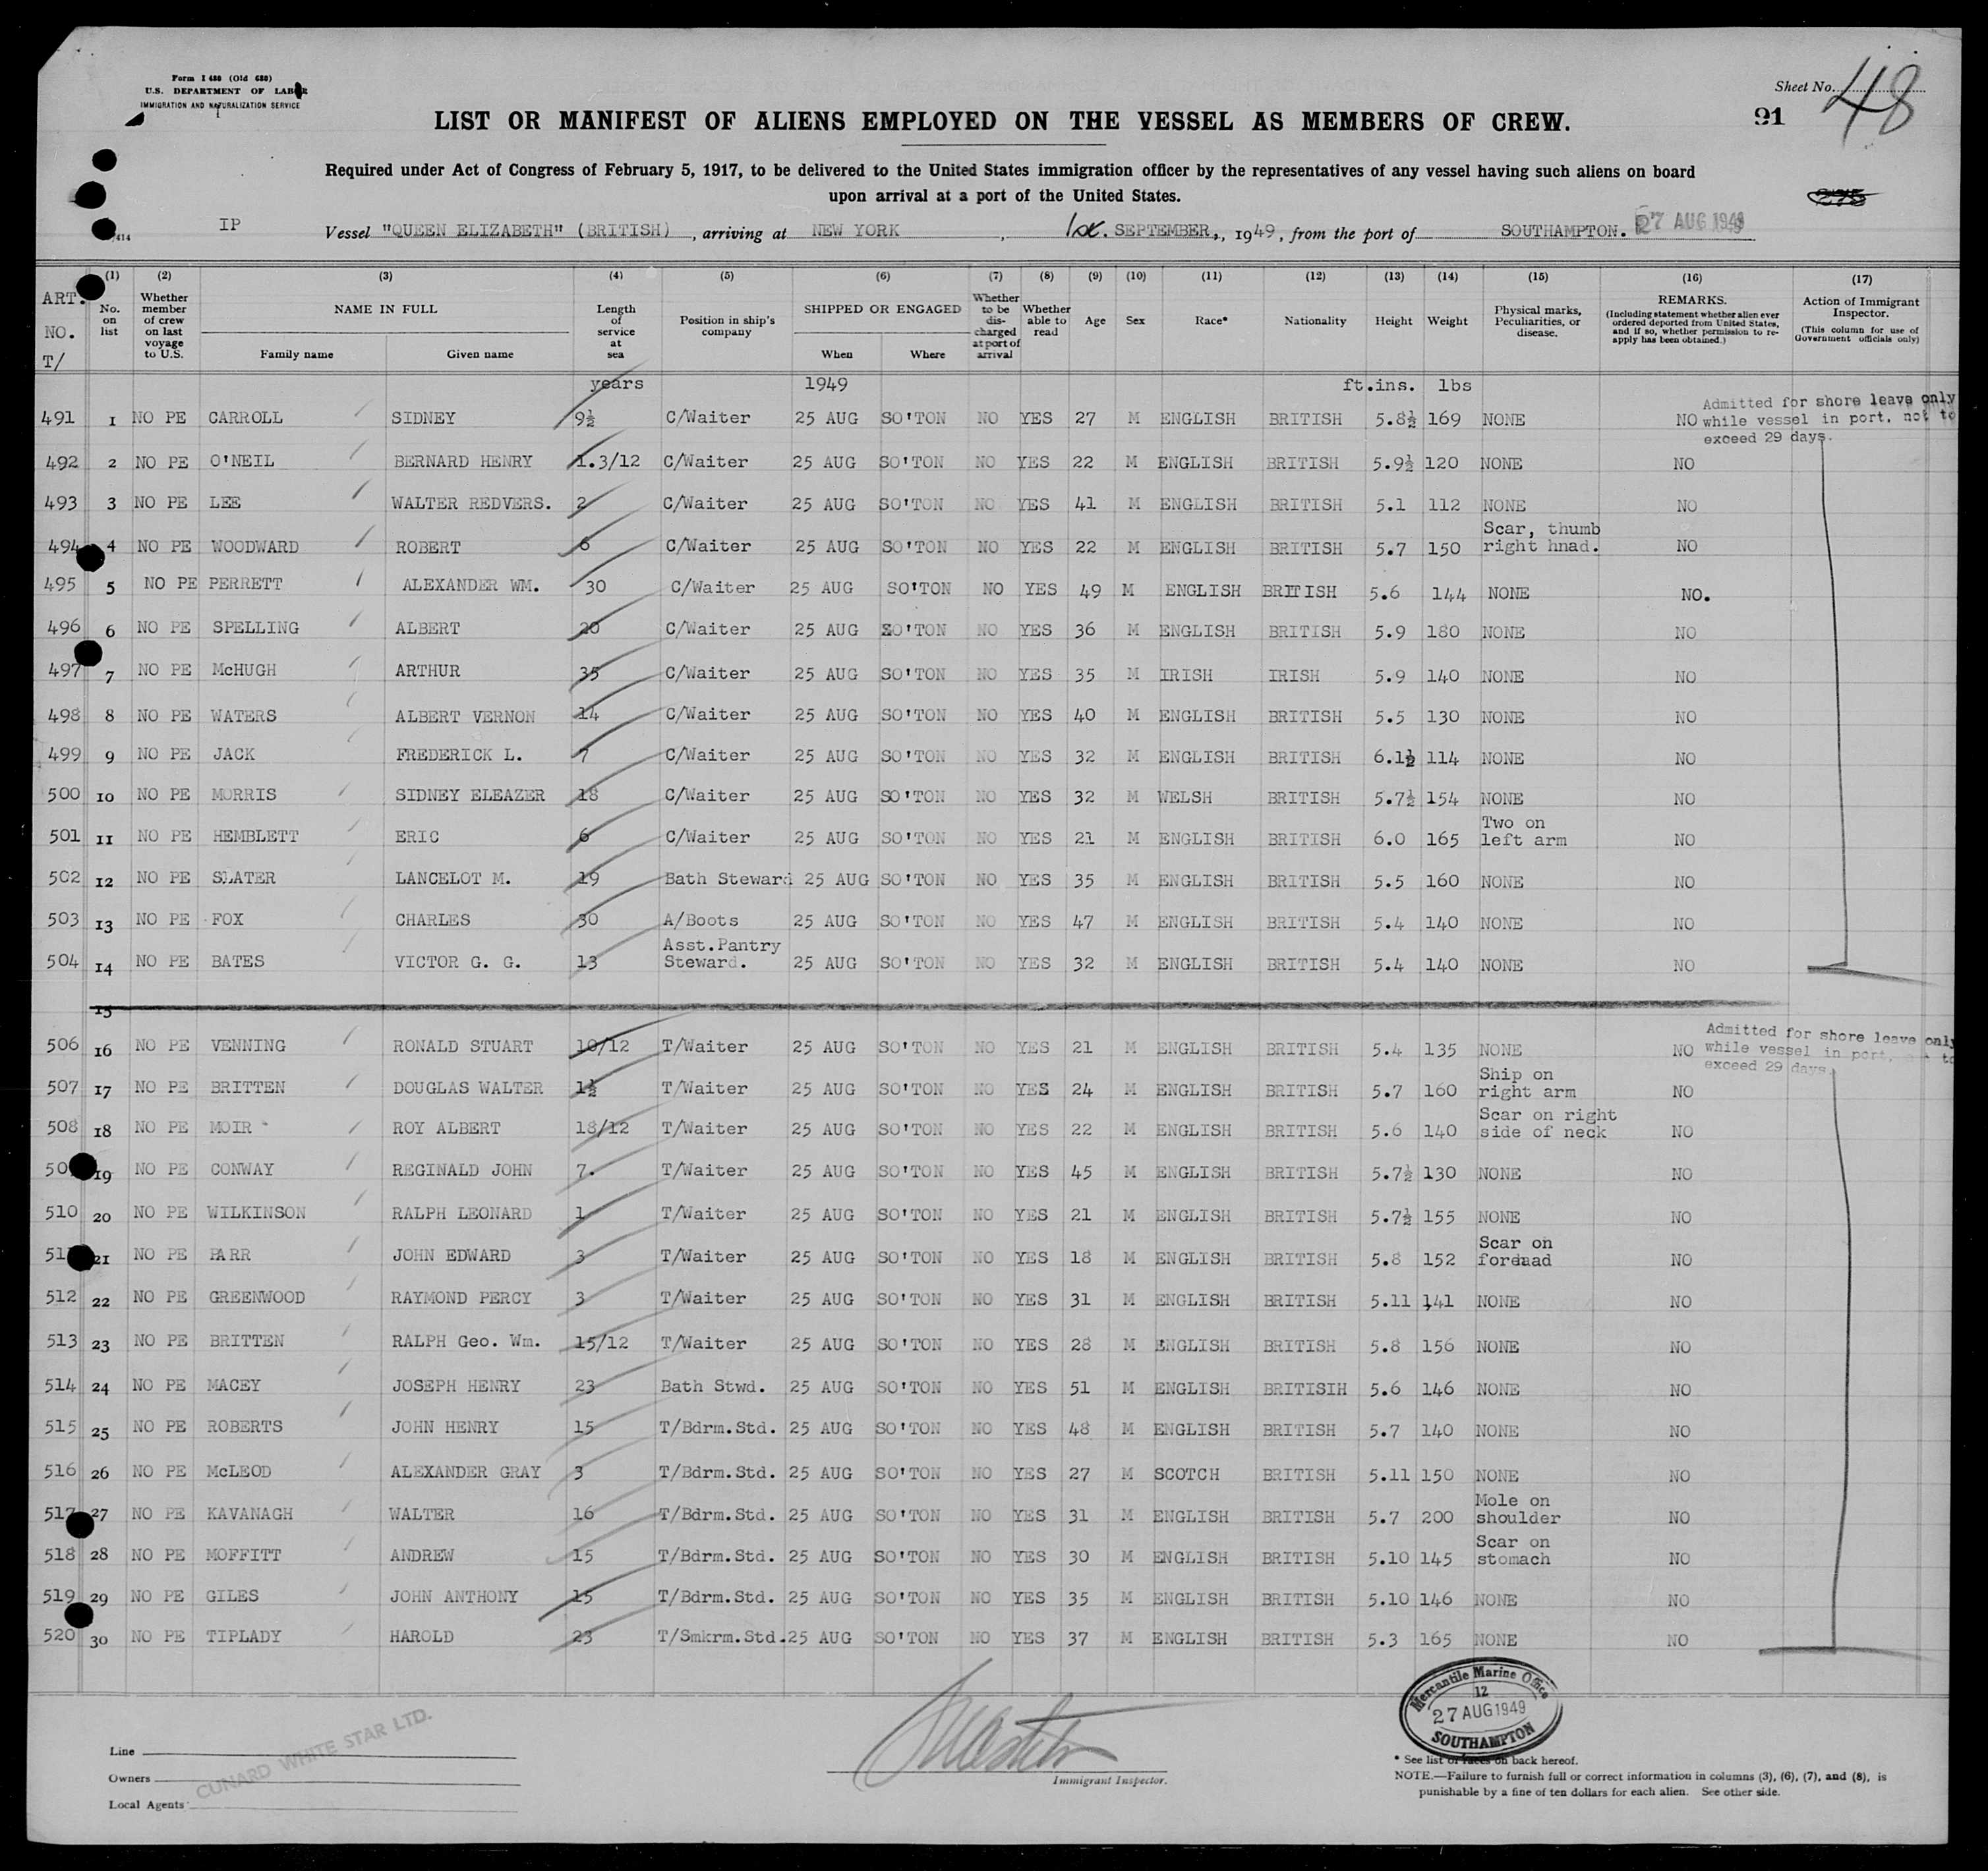 Form I 480 (Old 680)
U.S. DEPARTMENT OF LABOR
IMMIGRATION AND NATURALIZATION SERVICE
Sheet No. 48
91
LIST OR MANIFEST OF ALIENS EMPLOYED ON THE VESSEL AS MEMBERS OF CREW.
Required under Act of Congress of February 5, 1917, to be delivered to the United States immigration officer by the representatives of any vessel having such aliens on board
upon arrival at a port of the United States.
IP Vessel "QUEEN ELIZABETH" (BRITISH), arriving at NEW YORK, SEPTEMBER, 1949, from the port of SOUTHAMPTON. 27 AUG 1949
ART. NO. T/ (1) No. on list (2) Whether member of crew on last voyage to U.S. (3) NAME IN FULL Family name Given name (4) Length of service at sea (5) Position in ship's company (6) SHIPPED OR ENGAGED When Where (7) Whether to be discharged at port of arrival (8) Whether able to read (9) Age (10) Sex (11) Race* (12) Nationality (13) Height (14) Weight (15) Physical marks, Peculiarities, or disease. (16) REMARKS. (Including statement whether alien ever ordered deported from United States, and if so, whether permission to re-apply has been obtained.) (17) Action of Immigrant Inspector. (This column for use of Government officials only)
years 1949 ft.ins. lbs
491 1 NO PE CARROLL SIDNEY 9½ C/Waiter 25 AUG SO'TON NO YES 27 M ENGLISH BRITISH 5.8½ 169 NONE NO Admitted for shore leave only while vessel in port, not to exceed 29 days.
492 2 NO PE O'NEIL BERNARD HENRY 1.3/12 C/Waiter 25 AUG SO'TON NO YES 22 M ENGLISH BRITISH 5.9½ 120 NONE NO
493 3 NO PE LEE WALTER REDVERS. 2 C/Waiter 25 AUG SO'TON NO YES 41 M ENGLISH BRITISH 5.1 112 NONE NO
494 4 NO PE WOODWARD ROBERT 6 C/Waiter 25 AUG SO'TON NO YES 22 M ENGLISH BRITISH 5.7 150 Scar, thumb right hnad. NO
495 5 NO PE PERRETT ALEXANDER WM. 30 C/Waiter 25 AUG SO'TON NO YES 49 M ENGLISH BRITISH 5.6 144 NONE NO.
496 6 NO PE SPELLING ALBERT 20 C/Waiter 25 AUG SO'TON NO YES 36 M ENGLISH BRITISH 5.9 180 NONE NO
497 7 NO PE McHUGH ARTHUR 35 C/Waiter 25 AUG SO'TON NO YES 35 M IRISH IRISH 5.9 140 NONE NO
498 8 NO PE WATERS ALBERT VERNON 14 C/Waiter 25 AUG SO'TON NO YES 40 M ENGLISH BRITISH 5.5 130 NONE NO
499 9 NO PE JACK FREDERICK L. 7 C/Waiter 25 AUG SO'TON NO YES 32 M ENGLISH BRITISH 6.1½ 114 NONE NO
500 10 NO PE MORRIS SIDNEY ELEAZER 18 C/Waiter 25 AUG SO'TON NO YES 32 M WELSH BRITISH 5.7½ 154 NONE NO
501 11 NO PE HEMBLETT ERIC 6 C/Waiter 25 AUG SO'TON NO YES 21 M ENGLISH BRITISH 6.0 165 Two on left arm NO
502 12 NO PE SLATER LANCELOT M. 19 Bath Steward 25 AUG SO'TON NO YES 35 M ENGLISH BRITISH 5.5 160 NONE NO
503 13 NO PE FOX CHARLES 30 A/Boots 25 AUG SO'TON NO YES 47 M ENGLISH BRITISH 5.4 140 NONE NO
504 14 NO PE BATES VICTOR G. G. 13 Asst.Pantry Steward. 25 AUG SO'TON NO YES 32 M ENGLISH BRITISH 5.4 140 NONE NO
15
506 16 NO PE VENNING RONALD STUART 10/12 T/Waiter 25 AUG SO'TON NO YES 21 M ENGLISH BRITISH 5.4 135 NONE NO Admitted for shore leave only while vessel in port, to exceed 29 days.
507 17 NO PE BRITTEN DOUGLAS WALTER 1½ T/Waiter 25 AUG SO'TON NO YES 24 M ENGLISH BRITISH 5.7 160 Ship on right arm NO
508 18 NO PE MOIR ROY ALBERT 18/12 T/Waiter 25 AUG SO'TON NO YES 22 M ENGLISH BRITISH 5.6 140 Scar on right side of neck NO
50 19 NO PE CONWAY REGINALD JOHN 7. T/Waiter 25 AUG SO'TON NO YES 45 M ENGLISH BRITISH 5.7½ 130 NONE NO
510 20 NO PE WILKINSON RALPH LEONARD 1 T/Waiter 25 AUG SO'TON NO YES 21 M ENGLISH BRITISH 5.7½ 155 NONE NO
511 21 NO PE PARR JOHN EDWARD 3 T/Waiter 25 AUG SO'TON NO YES 18 M ENGLISH BRITISH 5.8 152 Scar on NO
512 22 NO PE GREENWOOD RAYMOND PERCY 3 T/Waiter 25 AUG SO'TON NO YES 31 M ENGLISH BRITISH 5.11 141 NONE NO
513 23 NO PE BRITTEN RALPH Geo. Wm. 15/12 T/Waiter 25 AUG SO'TON NO YES 28 M ENGLISH BRITISH 5.8 156 NONE NO
514 24 NO PE MACEY JOSEPH HENRY 23 Bath Stwd. 25 AUG SO'TON NO YES 51 M ENGLISH BRITISIH 5.6 146 NONE NO
515 25 NO PE ROBERTS JOHN HENRY 15 T/Bdrm.Std. 25 AUG SO'TON NO YES 48 M ENGLISH BRITISH 5.7 140 NONE NO
516 26 NO PE McLEOD ALEXANDER GRAY 3 T/Bdrm.Std. 25 AUG SO'TON NO YES 27 M SCOTCH BRITISH 5.11 150 NONE NO
517 27 NO PE KAVANAGH WALTER 16 T/Bdrm.Std. 25 AUG SO'TON NO YES 31 M ENGLISH BRITISH 5.7 200 Mole on shoulder NO
518 28 NO PE MOFFITT ANDREW 15 T/Bdrm.Std. 25 AUG SO'TON NO YES 30 M ENGLISH BRITISH 5.10 145 Scar on stomach NO
519 29 NO PE GILES JOHN ANTHONY 15 T/Bdrm.Std. 25 AUG SO'TON NO YES 35 M ENGLISH BRITISH 5.10 146 NONE NO
520 30 NO PE TIPLADY HAROLD 23 T/Smkrm.Std. 25 AUG SO'TON NO YES 37 M ENGLISH BRITISH 5.3 165 NONE NO
Mercantile Marine Office
12
27 AUG 1949
SOUTHAMPTON
Line
Owners
Local Agents
CUNARD WHITE STAR LTD.
Immigrant Inspector.
* See list of races on back hereof.
NOTE.—Failure to furnish full or correct information in columns (3), (6), (7), and (8), is
punishable by a fine of ten dollars for each alien. See other side.